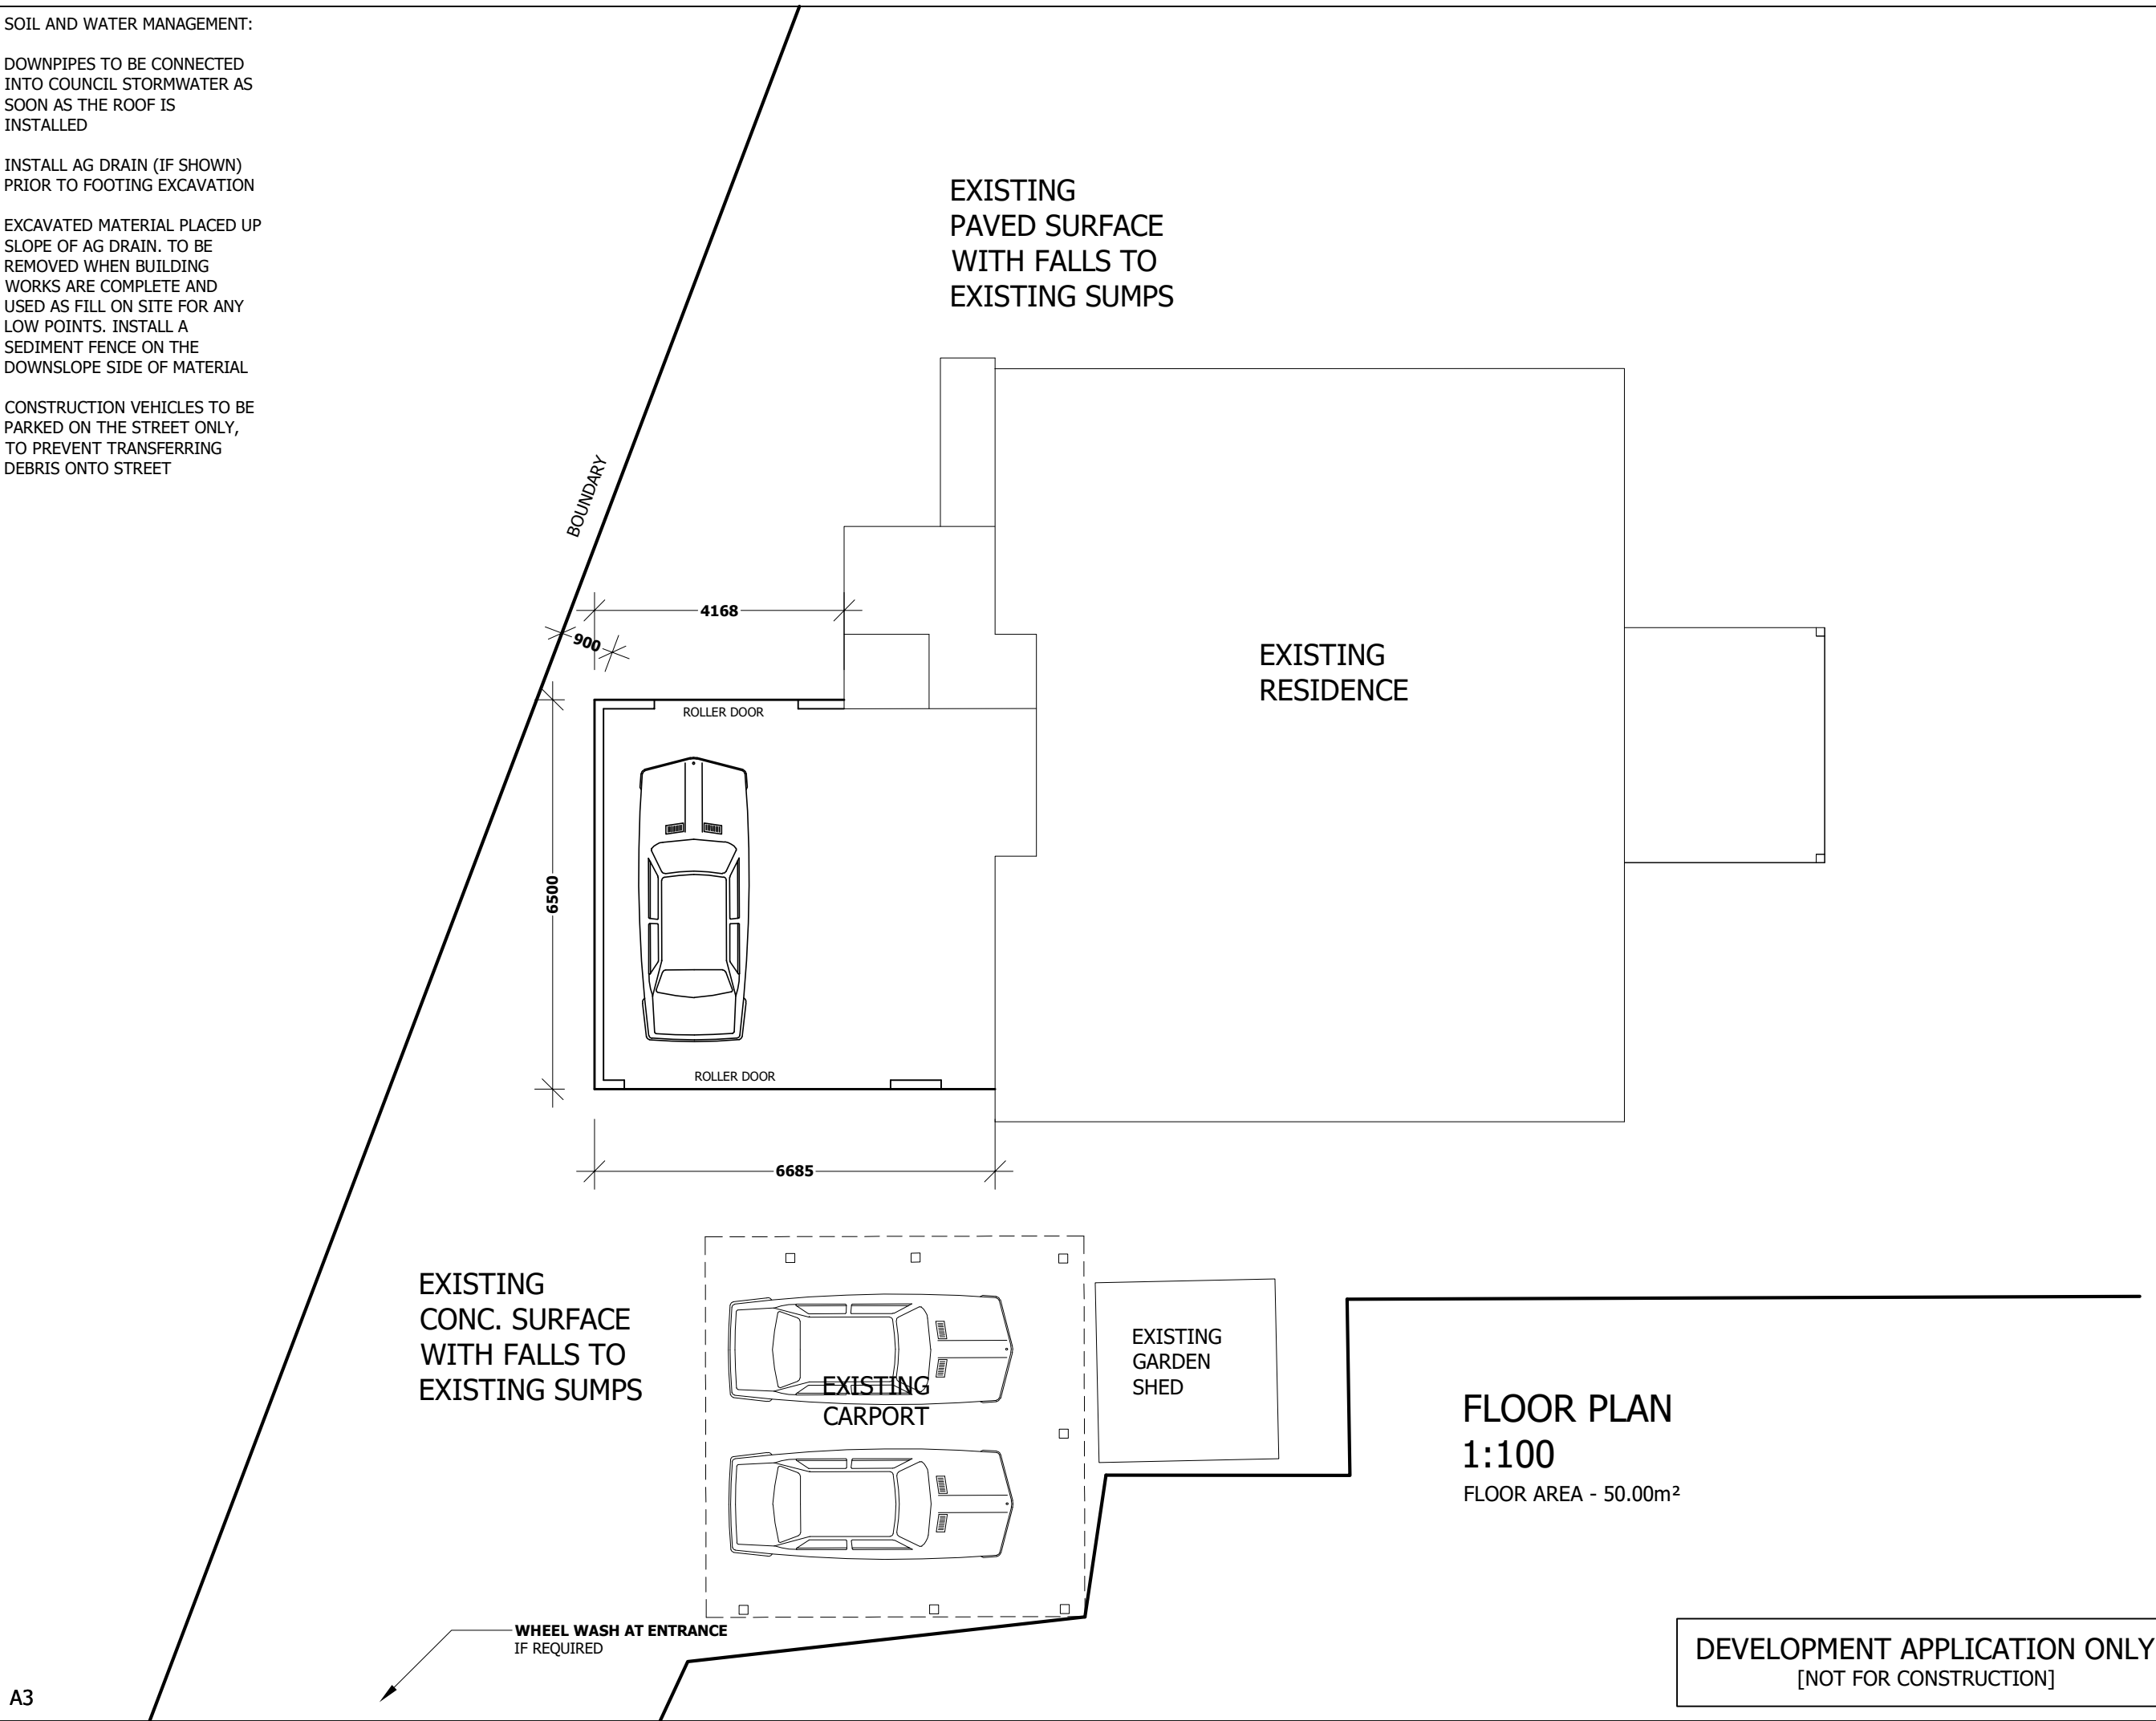 SOIL AND WATER MANAGEMENT:
DOWNPIPES TO BE CONNECTED
INTO COUNCIL STORMWATER AS
SOON AS THE ROOF IS
INSTALLED
INSTALL AG DRAIN (IF SHOWN)
PRIOR TO FOOTING EXCAVATION
EXCAVATED MATERIAL PLACED UP
SLOPE OF AG DRAIN. TO BE
REMOVED WHEN BUILDING
WORKS ARE COMPLETE AND
USED AS FILL ON SITE FOR ANY
LOW POINTS. INSTALL A
SEDIMENT FENCE ON THE
DOWNSLOPE SIDE OF MATERIAL
CONSTRUCTION VEHICLES TO BE
PARKED ON THE STREET ONLY,
TO PREVENT TRANSFERRING
DEBRIS ONTO STREET
EXISTING
PAVED SURFACE
WITH FALLS TO
EXISTING SUMPS
BOUNDARY
4168
900
EXISTING
RESIDENCE
ROLLER DOOR
6500
ROLLER DOOR
6685
EXISTING
CONC. SURFACE
WITH FALLS TO
EXISTING SUMPS
EXISTING
CARPORT
EXISTING
GARDEN
SHED
FLOOR PLAN
1:100
FLOOR AREA - 50.00m²
WHEEL WASH AT ENTRANCE
IF REQUIRED
DEVELOPMENT APPLICATION ONLY
[NOT FOR CONSTRUCTION]
A3